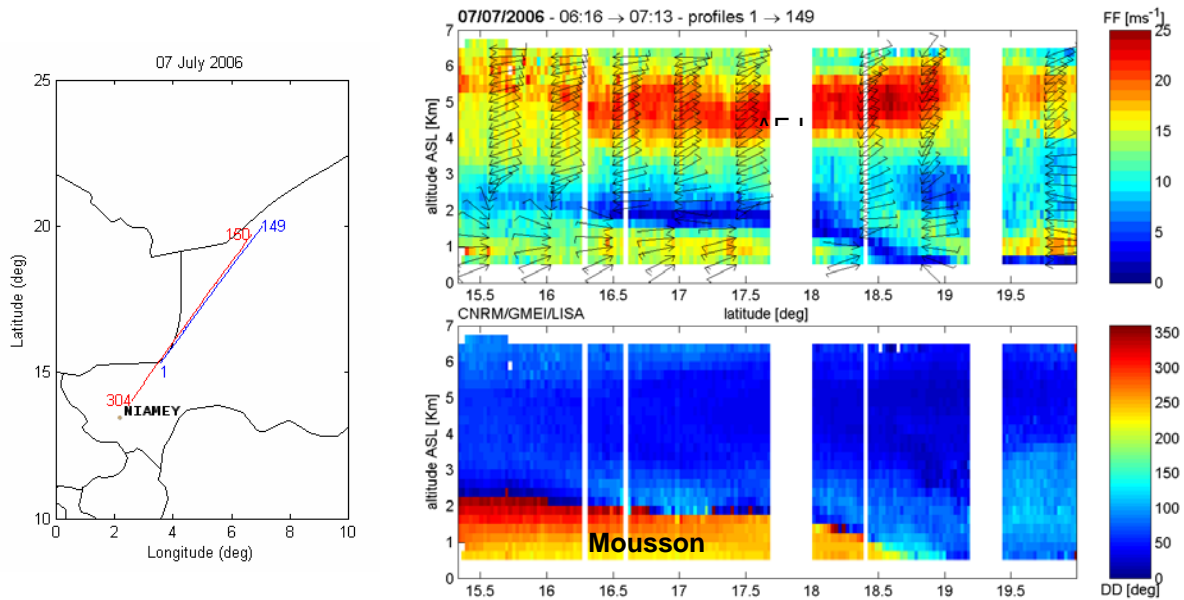 07 July 2006
25
20
15
10
Latitude (deg)
0 2 4 6 8 10
Longitude (deg)
150
149
1
304
NIAMEY
07/07/2006 - 06:16 → 07:13 - profiles 1 → 149
FF [ms-1]
7
6
5
4
3
2
1
0
altitude ASL [Km]
15.5 16 16.5 17 17.5 18 18.5 19 19.5
25
20
15
10
5
0
CNRM/GMEI/LISA
latitude [deg]
7
6
5
4
3
2
1
0
altitude ASL [Km]
Mousson
15.5 16 16.5 17 17.5 18 18.5 19 19.5
350
300
250
200
150
100
50
0
DD [deg]